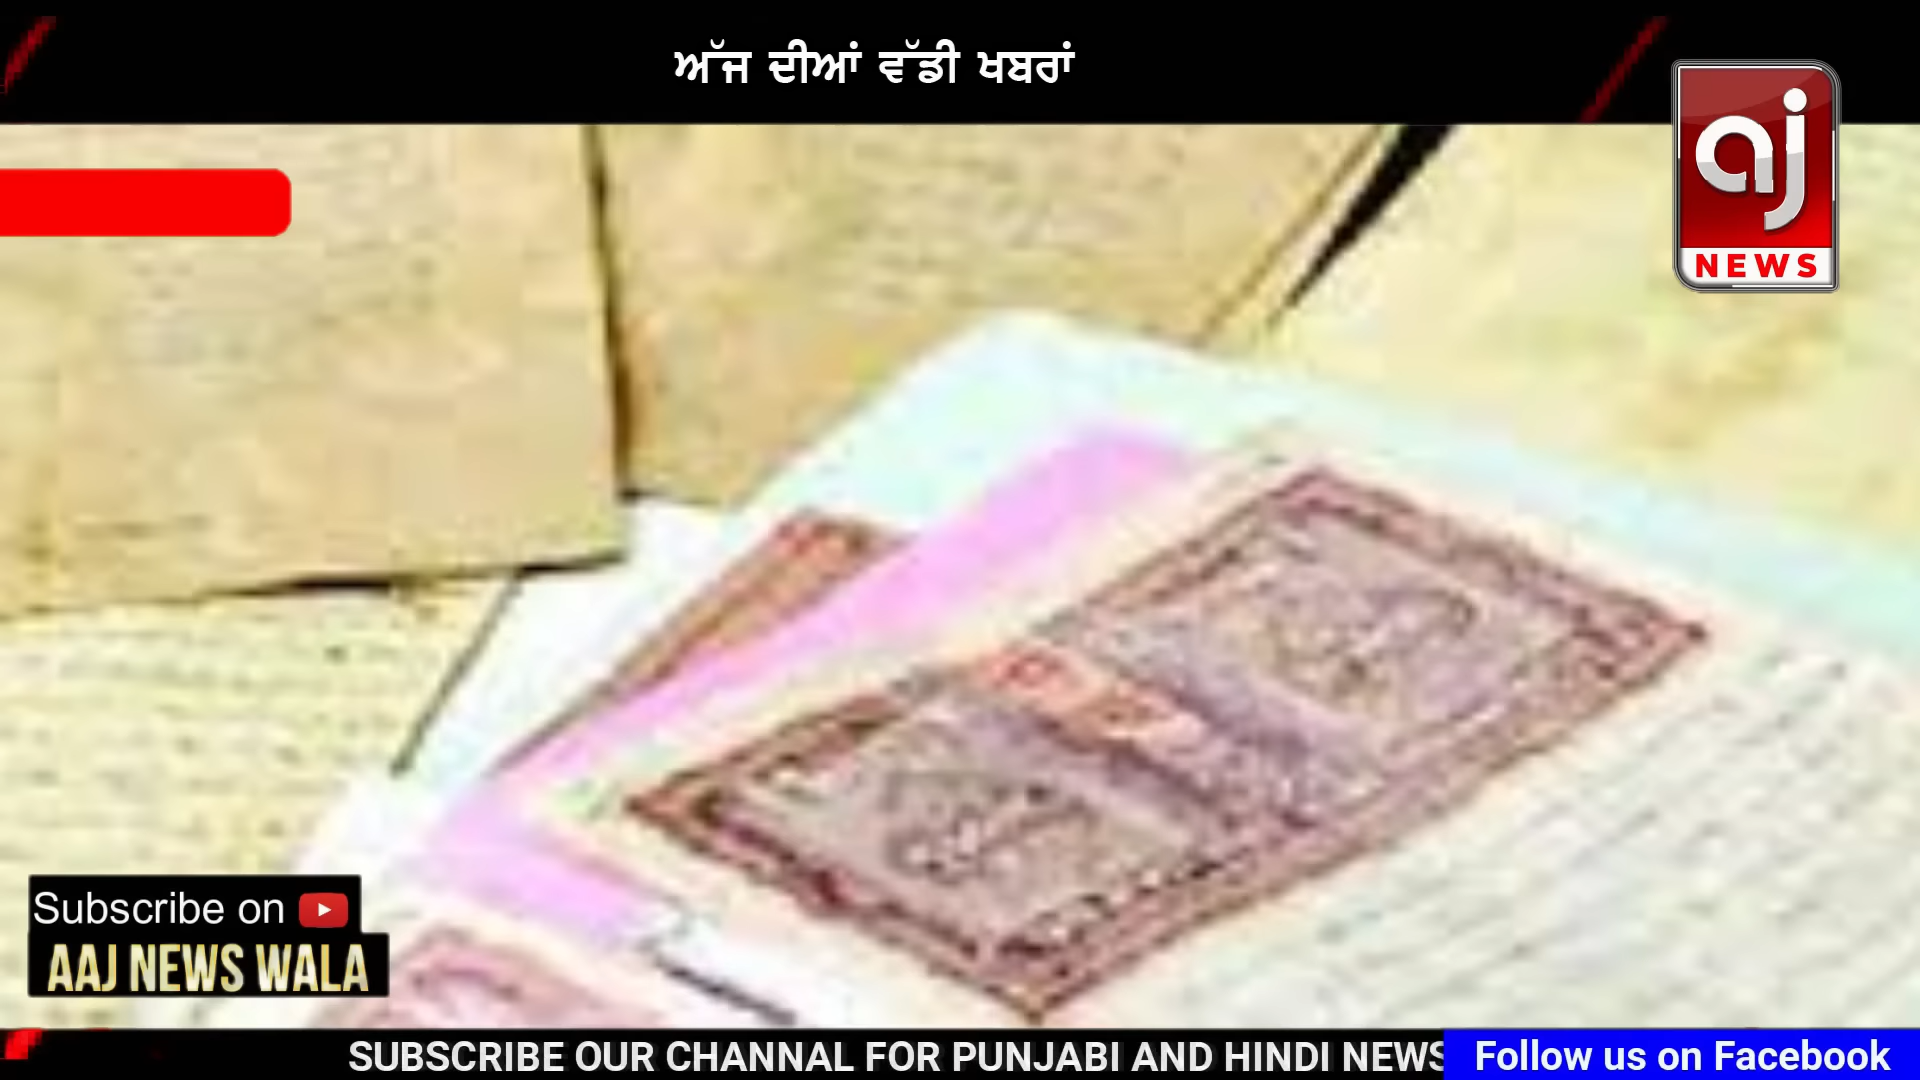 ਅੱਜ ਦੀਆਂ ਵੱਡੀ ਖਬਰਾਂ
aj
NEWS
Subscribe on
AAJ NEWS WALA
SUBSCRIBE OUR CHANNAL FOR PUNJABI AND HINDI NEWS
Follow us on Facebook